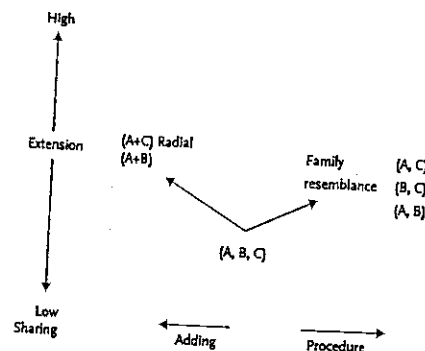 High
Extension
(A+C) Radial
(A+B)
Family
resemblance
(A, C)
(B, C)
(A, B)
(A, B, C)
Low
Sharing
Adding
Procedure